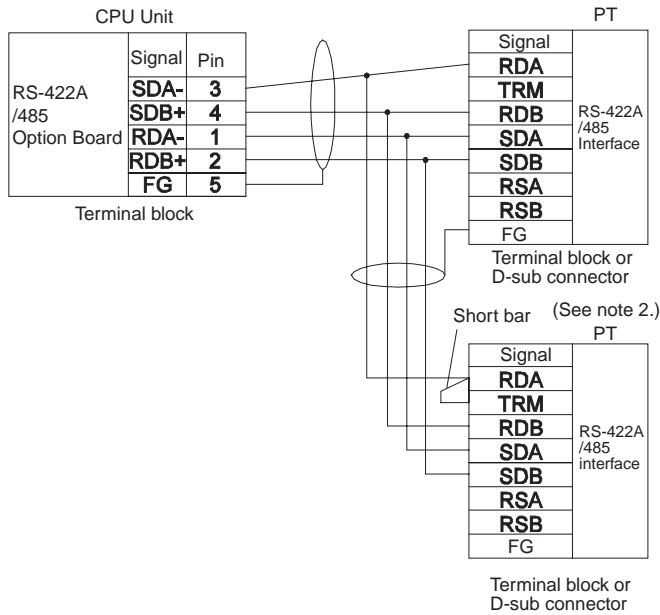 CPU Unit
RS-422A
/485
Option Board
Signal Pin
SDA- 3
SDB+ 4
RDA- 1
RDB+ 2
FG 5
Terminal block
PT
Signal
RDA
TRM
RDB
SDA
SDB
RSA
RSB
FG
RS-422A
/485
Interface
Terminal block or
D-sub connector
Short bar
(See note 2.)
PT
Signal
RDA
TRM
RDB
SDA
SDB
RSA
RSB
FG
RS-422A
/485
interface
Terminal block or
D-sub connector